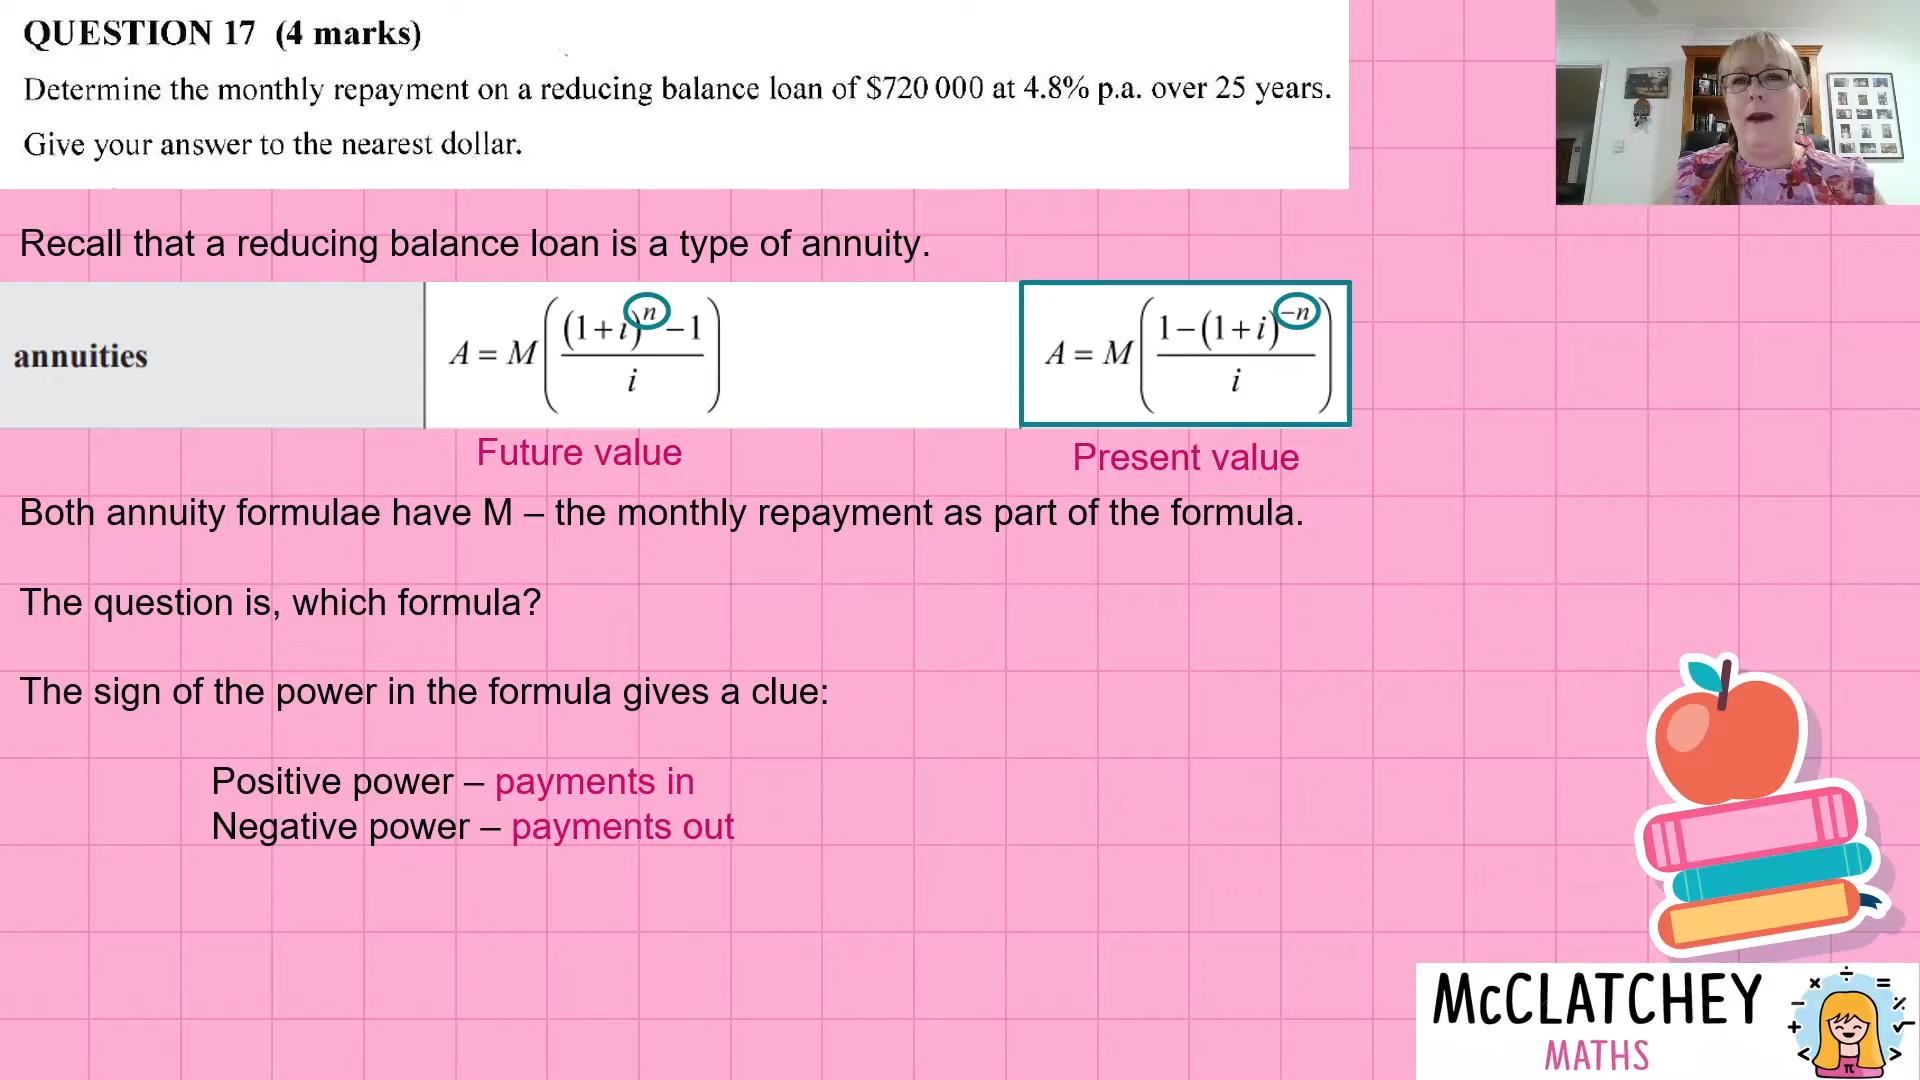 QUESTION 17 (4 marks)
Determine the monthly repayment on a reducing balance loan of $720 000 at 4.8% p.a. over 25 years.
Give your answer to the nearest dollar.
Recall that a reducing balance loan is a type of annuity.
annuities A = M(((1+i)^n − 1)/i) A = M((1−(1+i)^−n)/i)
Future value Present value
Both annuity formulae have M – the monthly repayment as part of the formula.
The question is, which formula?
The sign of the power in the formula gives a clue:
Positive power – payments in
Negative power – payments out
McCLATCHEY
MATHS
× ÷ = − % + √ < > π